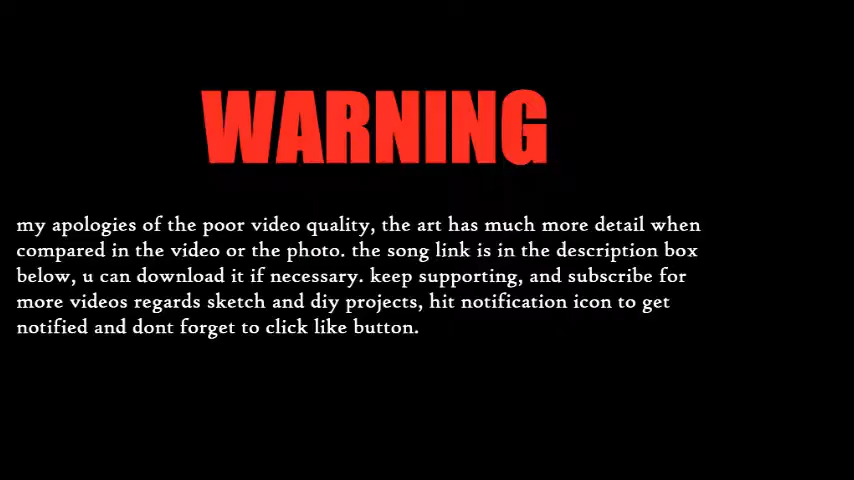 WARNING
my apologies of the poor video quality, the art has much more detail when
compared in the video or the photo. the song link is in the description box
below, u can download it if necessary. keep supporting, and subscribe for
more videos regards sketch and diy projects, hit notification icon to get
notified and dont forget to click like button.